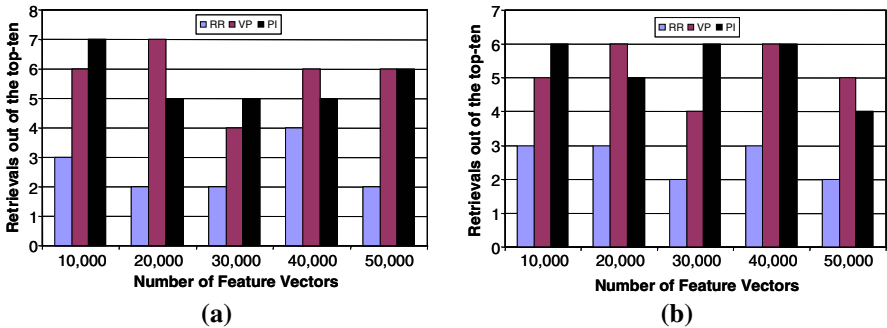 8
7
6
5
4
3
2
1
0
Retrievals out of the top-ten
RR VP PI
10,000 20,000 30,000 40,000 50,000
Number of Feature Vectors
(a)
7
6
5
4
3
2
1
0
Retrievals out of the top-ten
RR VP PI
10,000 20,000 30,000 40,000 50,000
Number of Feature Vectors
(b)